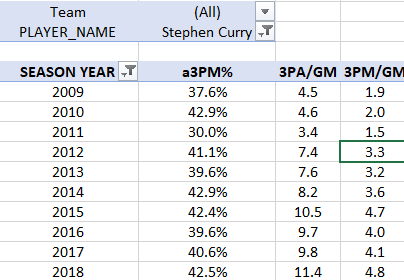 Team (All)
PLAYER_NAME Stephen Curry
SEASON YEAR a3PM% 3PA/GM 3PM/GM
2009 37.6% 4.5 1.9
2010 42.9% 4.6 2.0
2011 30.0% 3.4 1.5
2012 41.1% 7.4 3.3
2013 39.6% 7.6 3.2
2014 42.9% 8.2 3.6
2015 42.4% 10.5 4.7
2016 39.6% 9.7 4.0
2017 40.6% 9.8 4.1
2018 42.5% 11.4 4.8